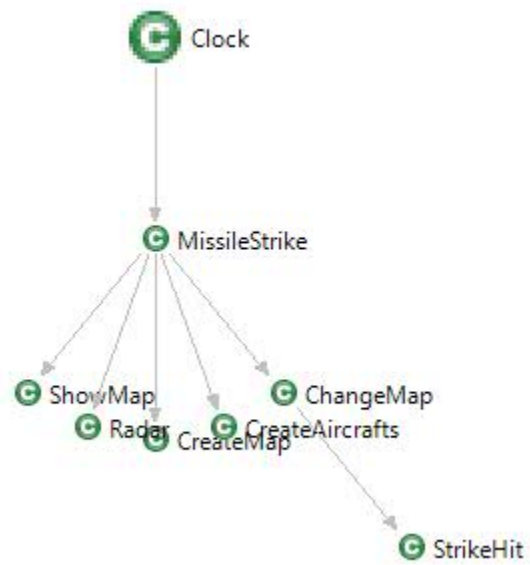 Clock
MissileStrike
ShowMap
ChangeMap
Radar
CreateAircrafts
CreateMap
StrikeHit